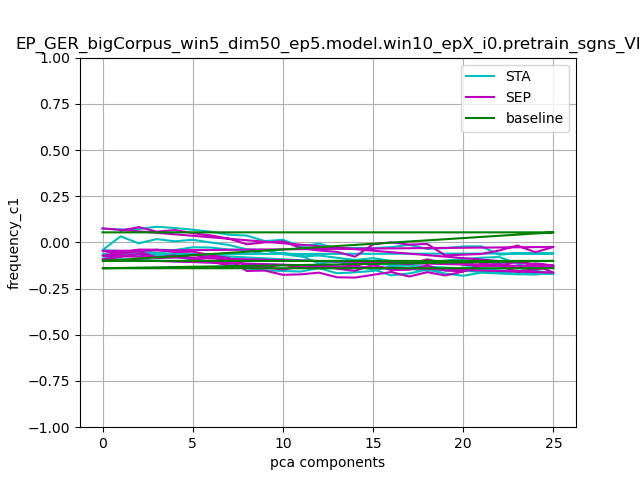 EP_GER_bigCorpus_win5_dim50_ep5.model.win10_epX_i0.pretrain_sgns_VI
1.00
0.75
0.50
0.25
0.00
−0.25
−0.50
−0.75
−1.00
frequency_c1
STA
SEP
baseline
0
5
10
15
20
25
pca components